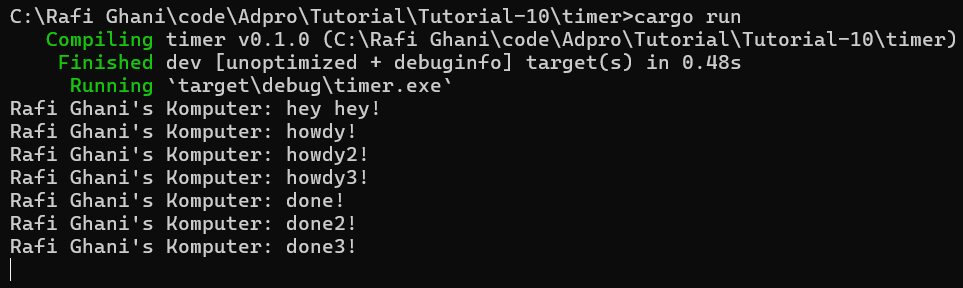 C:\Rafi Ghani\code\Adpro\Tutorial\Tutorial-10\timer>cargo run
   Compiling timer v0.1.0 (C:\Rafi Ghani\code\Adpro\Tutorial\Tutorial-10\timer)
    Finished dev [unoptimized + debuginfo] target(s) in 0.48s
     Running `target\debug\timer.exe`
Rafi Ghani's Komputer: hey hey!
Rafi Ghani's Komputer: howdy!
Rafi Ghani's Komputer: howdy2!
Rafi Ghani's Komputer: howdy3!
Rafi Ghani's Komputer: done!
Rafi Ghani's Komputer: done2!
Rafi Ghani's Komputer: done3!